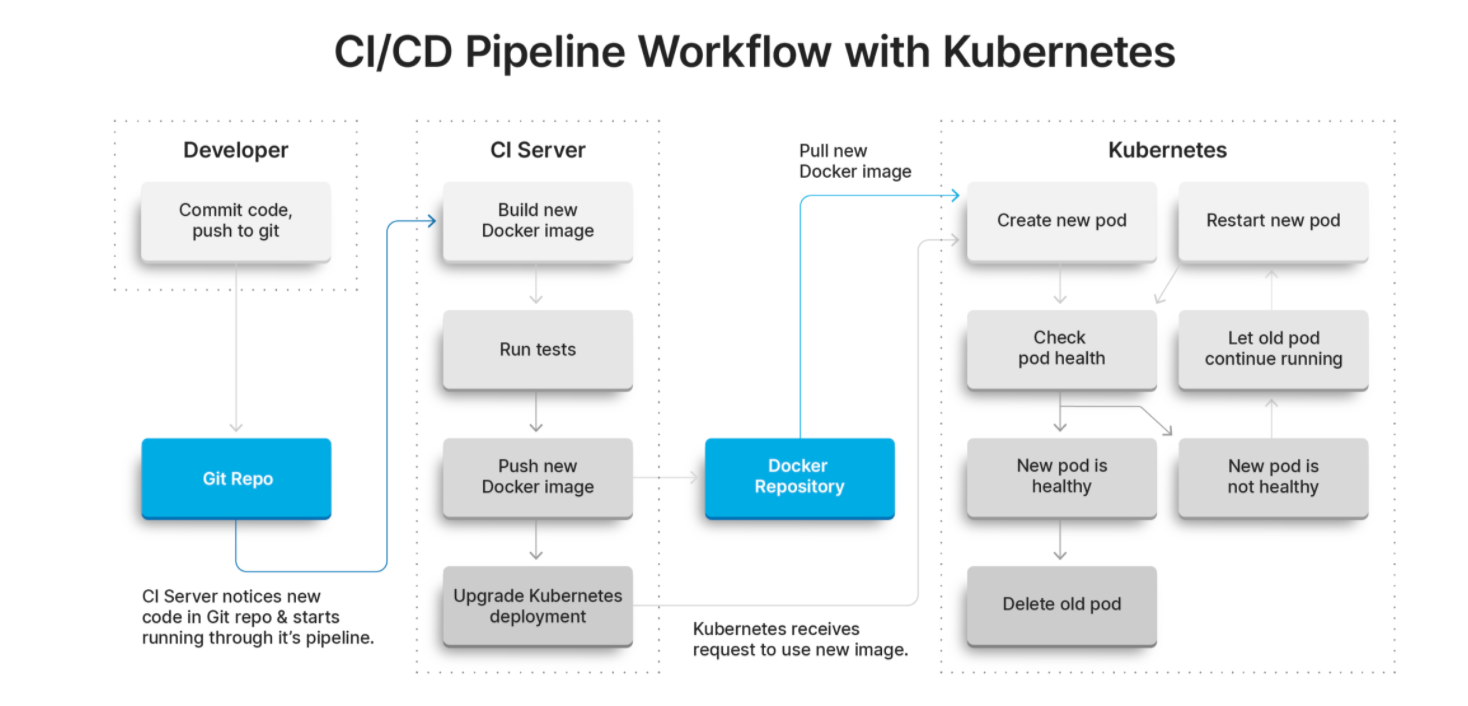 CI/CD Pipeline Workflow with Kubernetes
Developer
Commit code,
push to git
Git Repo
CI Server notices new
code in Git repo & starts
running through it’s pipeline.
CI Server
Build new
Docker image
Run tests
Push new
Docker image
Upgrade Kubernetes
deployment
Docker
Repository
Pull new
Docker image
Kubernetes receives
request to use new image.
Kubernetes
Create new pod
Restart new pod
Check
pod health
Let old pod
continue running
New pod is
healthy
New pod is
not healthy
Delete old pod